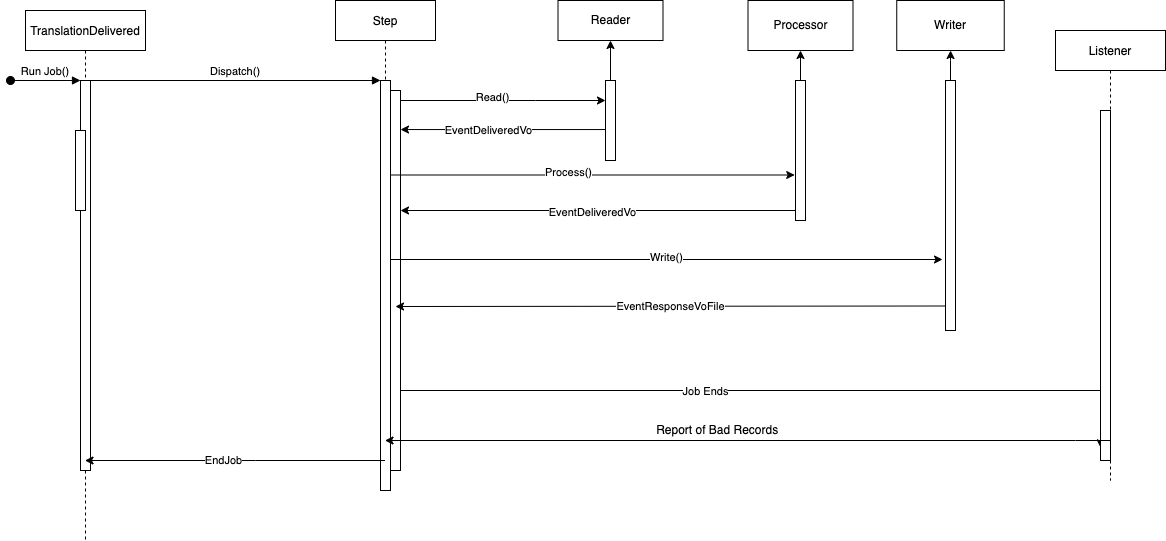 TranslationDelivered
Step
Reader
Processor
Writer
Listener
Run Job()
Dispatch()
Read()
EventDeliveredVo
Process()
EventDeliveredVo
Write()
EventResponseVoFile
Job Ends
Report of Bad Records
EndJob